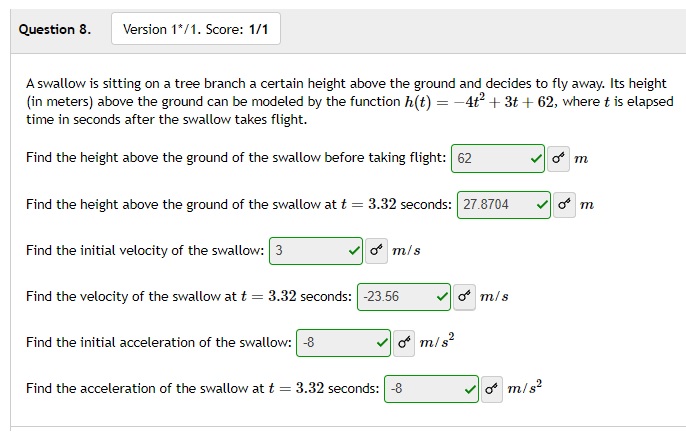 Question 8. Version 1*/1. Score: 1/1
A swallow is sitting on a tree branch a certain height above the ground and decides to fly away. Its height
(in meters) above the ground can be modeled by the function h(t) = −4t² + 3t + 62, where t is elapsed
time in seconds after the swallow takes flight.
Find the height above the ground of the swallow before taking flight: 62 m
Find the height above the ground of the swallow at t = 3.32 seconds: 27.8704 m
Find the initial velocity of the swallow: 3 m/s
Find the velocity of the swallow at t = 3.32 seconds: -23.56 m/s
Find the initial acceleration of the swallow: -8 m/s²
Find the acceleration of the swallow at t = 3.32 seconds: -8 m/s²